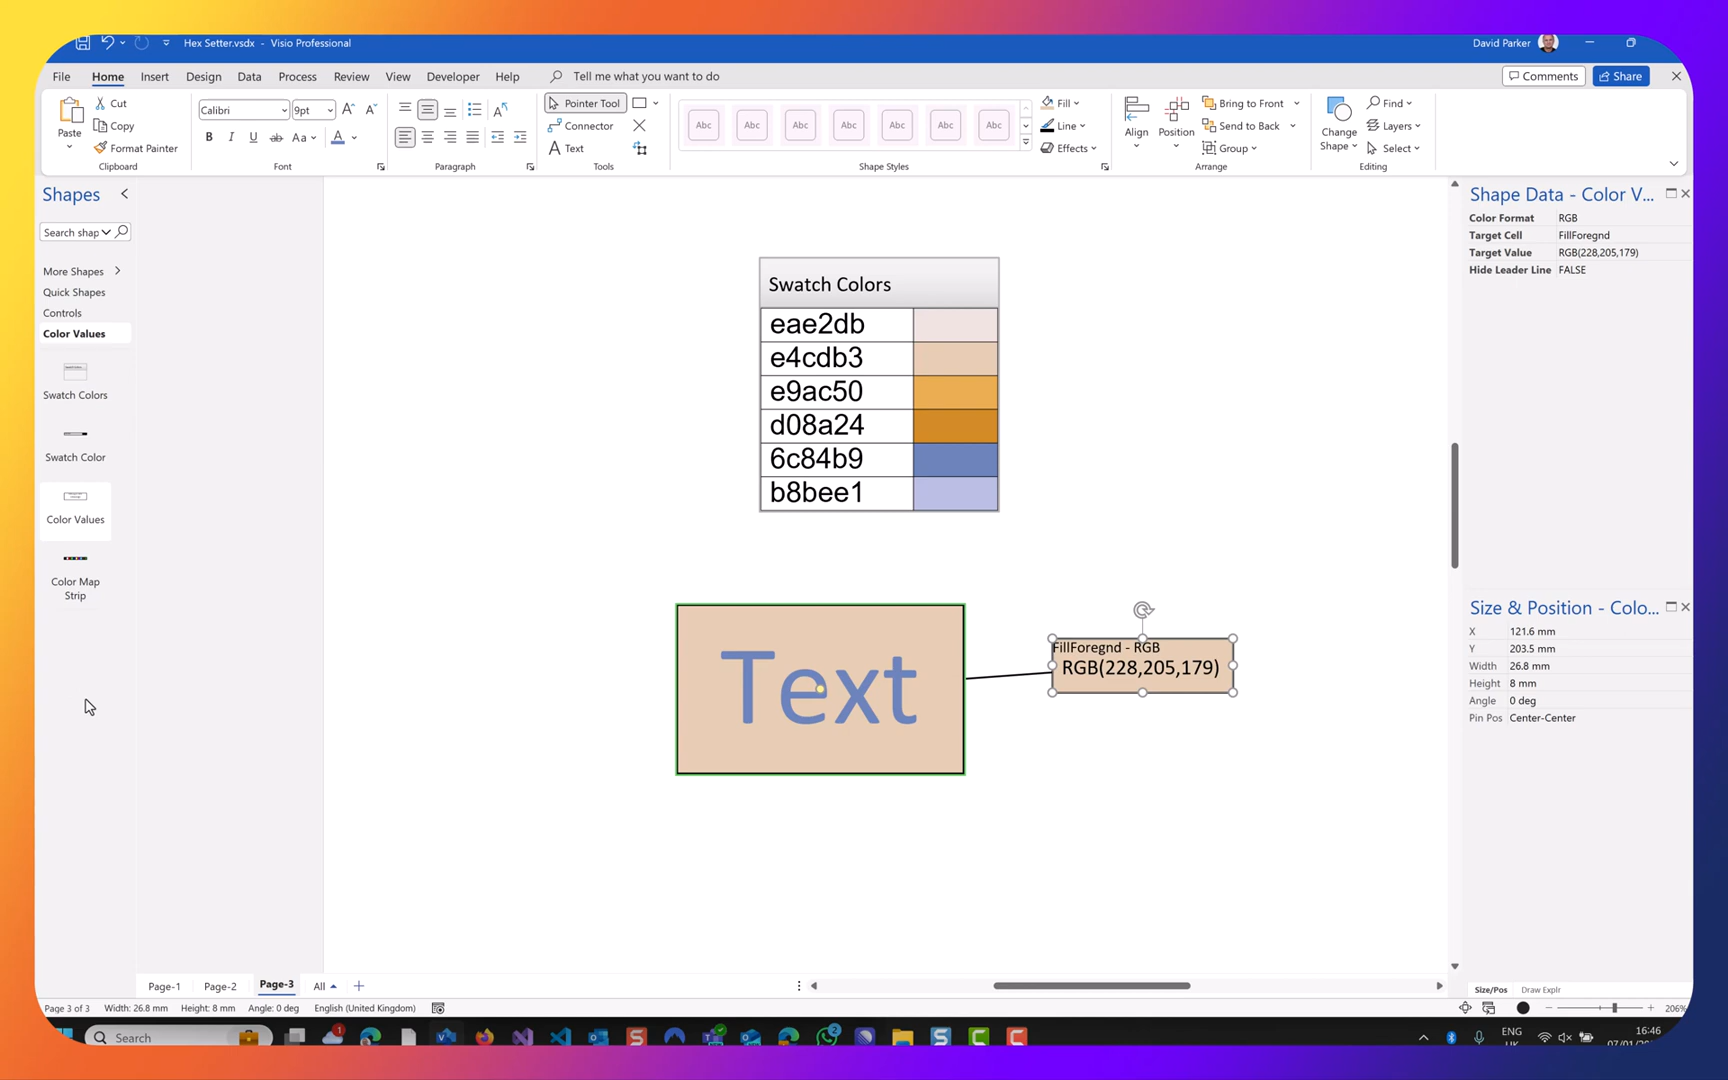 Hex Setter.vsdx - Visio Professional
David Parker
File Home Insert Design Data Process Review View Developer Help Tell me what you want to do
Comments Share
Paste
Cut
Copy
Format Painter
Clipboard
Calibri 9pt
B I U ab Aa A
Font
Paragraph
Pointer Tool
Connector
Text
Tools
Abc Abc Abc Abc Abc Abc Abc
Shape Styles
Fill
Line
Effects
Align
Position
Bring to Front
Send to Back
Group
Arrange
Change
Shape
Find
Layers
Select
Editing
Shapes
Search shap
More Shapes
Quick Shapes
Controls
Color Values
Swatch Colors
Swatch Color
Color Values
Color Map
Strip
Swatch Colors
eae2db
e4cdb3
e9ac50
d08a24
6c84b9
b8bee1
Text
FillForegnd - RGB
RGB(228,205,179)
Shape Data - Color V...
Color Format RGB
Target Cell FillForegnd
Target Value RGB(228,205,179)
Hide Leader Line FALSE
Size & Position - Colo...
X 121.6 mm
Y 203.5 mm
Width 26.8 mm
Height 8 mm
Angle 0 deg
Pin Pos Center-Center
Size/Pos Draw Explr
Page-1 Page-2 Page-3 All
Page 3 of 3 Width: 26.8 mm Height: 8 mm Angle: 0 deg English (United Kingdom)
206%
Search
ENG
16:46